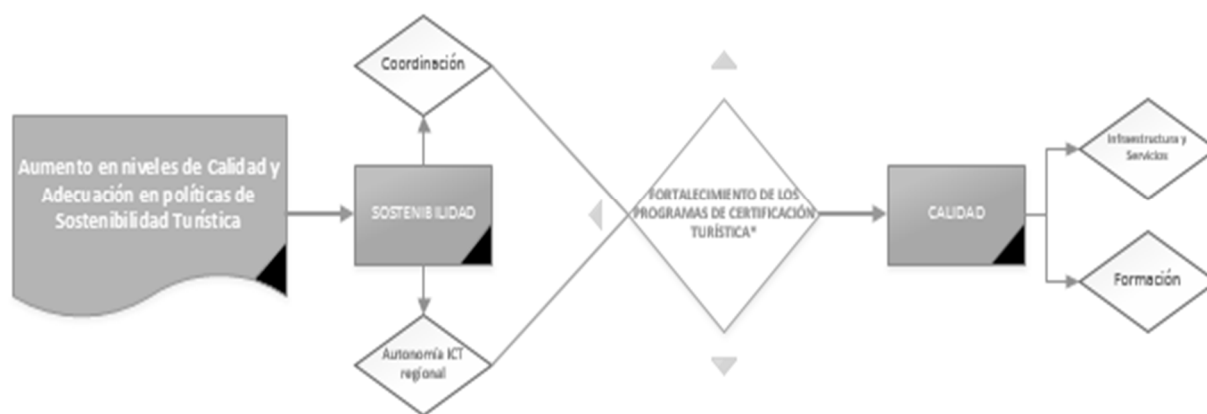 Aumento en niveles de Calidad y
Adecuación en políticas de
Sostenibilidad Turística
SOSTENIBILIDAD
Coordinación
Autonomía ICT
regional
FORTALECIMIENTO DE LOS
PROGRAMAS DE CERTIFICACIÓN
TURÍSTICA*
CALIDAD
Infraestructura y
Servicios
Formación